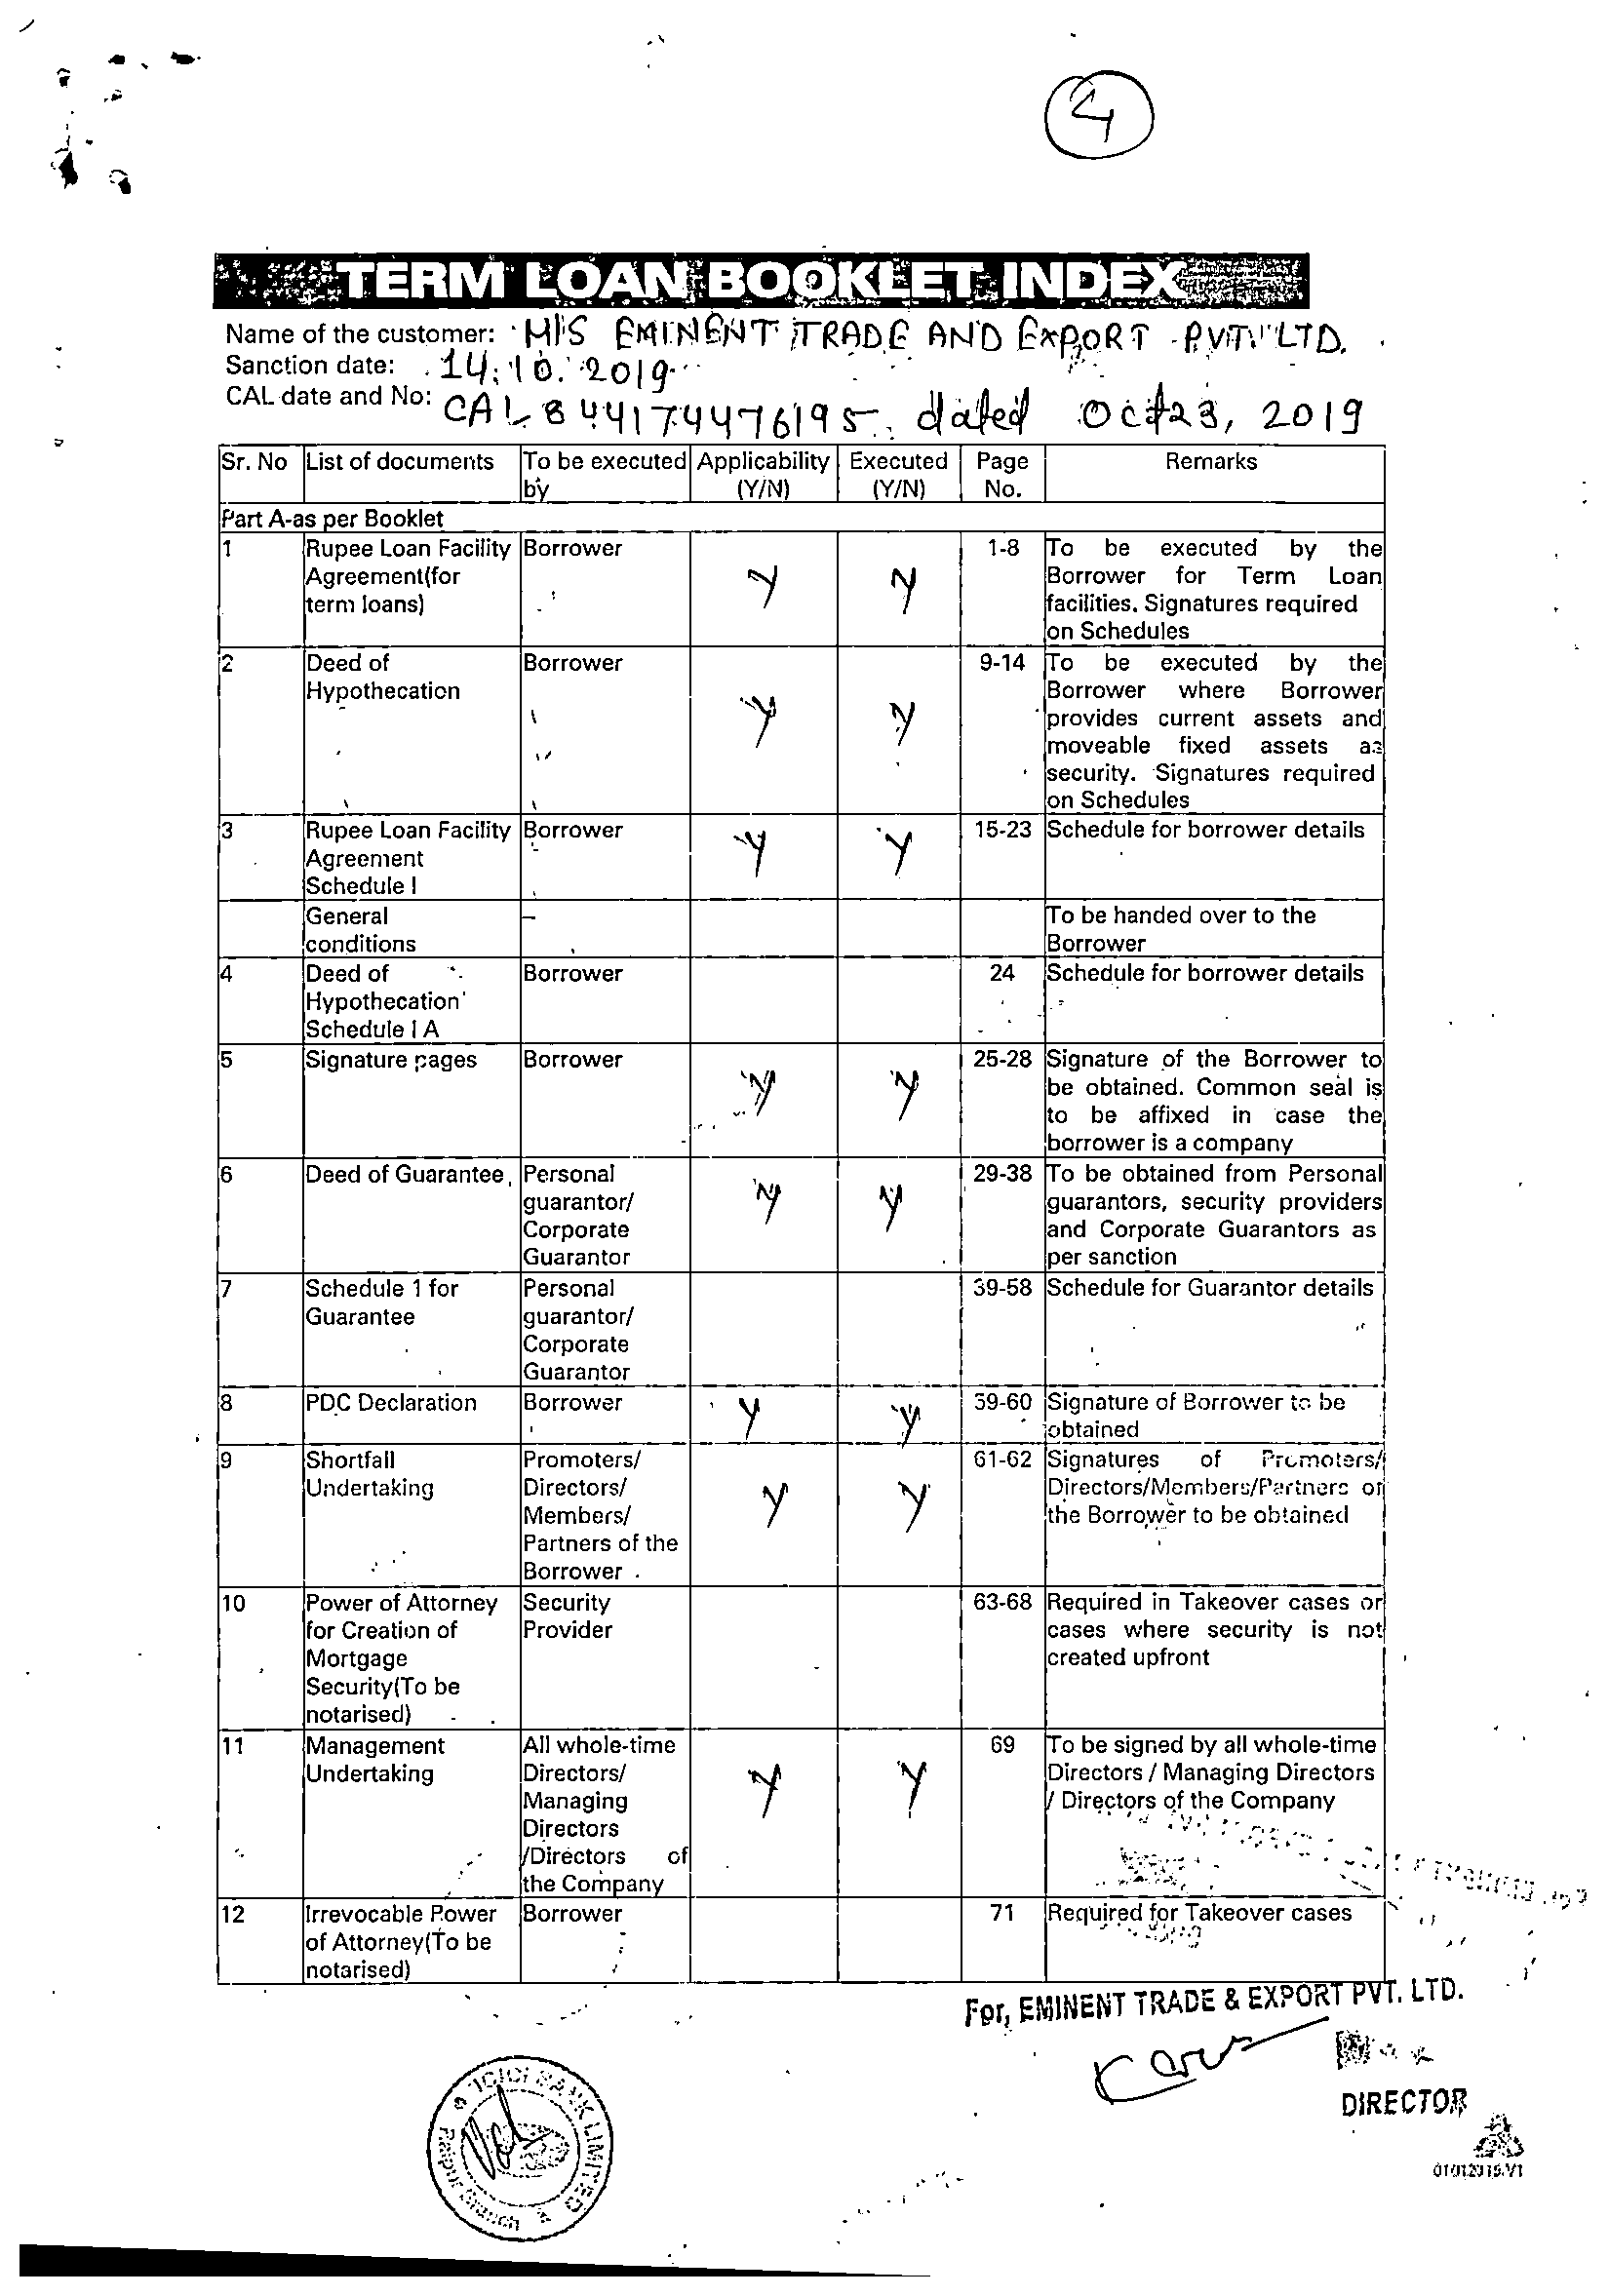 4
TERM LOAN BOOKLET INDEX
Name of the customer: M/S EMINENT TRADE AND EXPORT PVT. LTD.
Sanction date: 14.10.2019
CAL date and No: CAL 844174476195 dated Oct 23, 2019
Sr. No List of documents To be executed by Applicability (Y/N) Executed (Y/N) Page No. Remarks
Part A-as per Booklet
1 Rupee Loan Facility Borrower Y Y 1-8 To be executed by the
Agreement(for Borrower for Term Loan
term loans) facilities. Signatures required
on Schedules
2 Deed of Borrower Y Y 9-14 To be executed by the
Hypothecation Borrower where Borrower
provides current assets and
moveable fixed assets as
security. Signatures required
on Schedules
3 Rupee Loan Facility Borrower Y Y 15-23 Schedule for borrower details
Agreement
Schedule I
General To be handed over to the
conditions Borrower
4 Deed of Borrower 24 Schedule for borrower details
Hypothecation
Schedule I A
5 Signature pages Borrower Y Y 25-28 Signature of the Borrower to
be obtained. Common seal is
to be affixed in case the
borrower is a company
6 Deed of Guarantee Personal Y Y 29-38 To be obtained from Personal
guarantor/ guarantors, security providers
Corporate and Corporate Guarantors as
Guarantor per sanction
7 Schedule 1 for Personal 39-58 Schedule for Guarantor details
Guarantee guarantor/
Corporate
Guarantor
8 PDC Declaration Borrower Y Y 59-60 Signature of Borrower to be
obtained
9 Shortfall Promoters/ Y Y 61-62 Signatures of Promoters/
Undertaking Directors/ Directors/Members/Partners of
Members/ the Borrower to be obtained
Partners of the
Borrower
10 Power of Attorney Security 63-68 Required in Takeover cases or
for Creation of Provider cases where security is not
Mortgage created upfront
Security(To be
notarised)
11 Management All whole-time Y Y 69 To be signed by all whole-time
Undertaking Directors/ Directors / Managing Directors
Managing / Directors of the Company
Directors
/Directors of
the Company
12 Irrevocable Power Borrower 71 Required for Takeover cases
of Attorney(To be
notarised)
For, EMINENT TRADE & EXPORT PVT. LTD.
DIRECTOR
ICICI BANK LIMITED
Branch